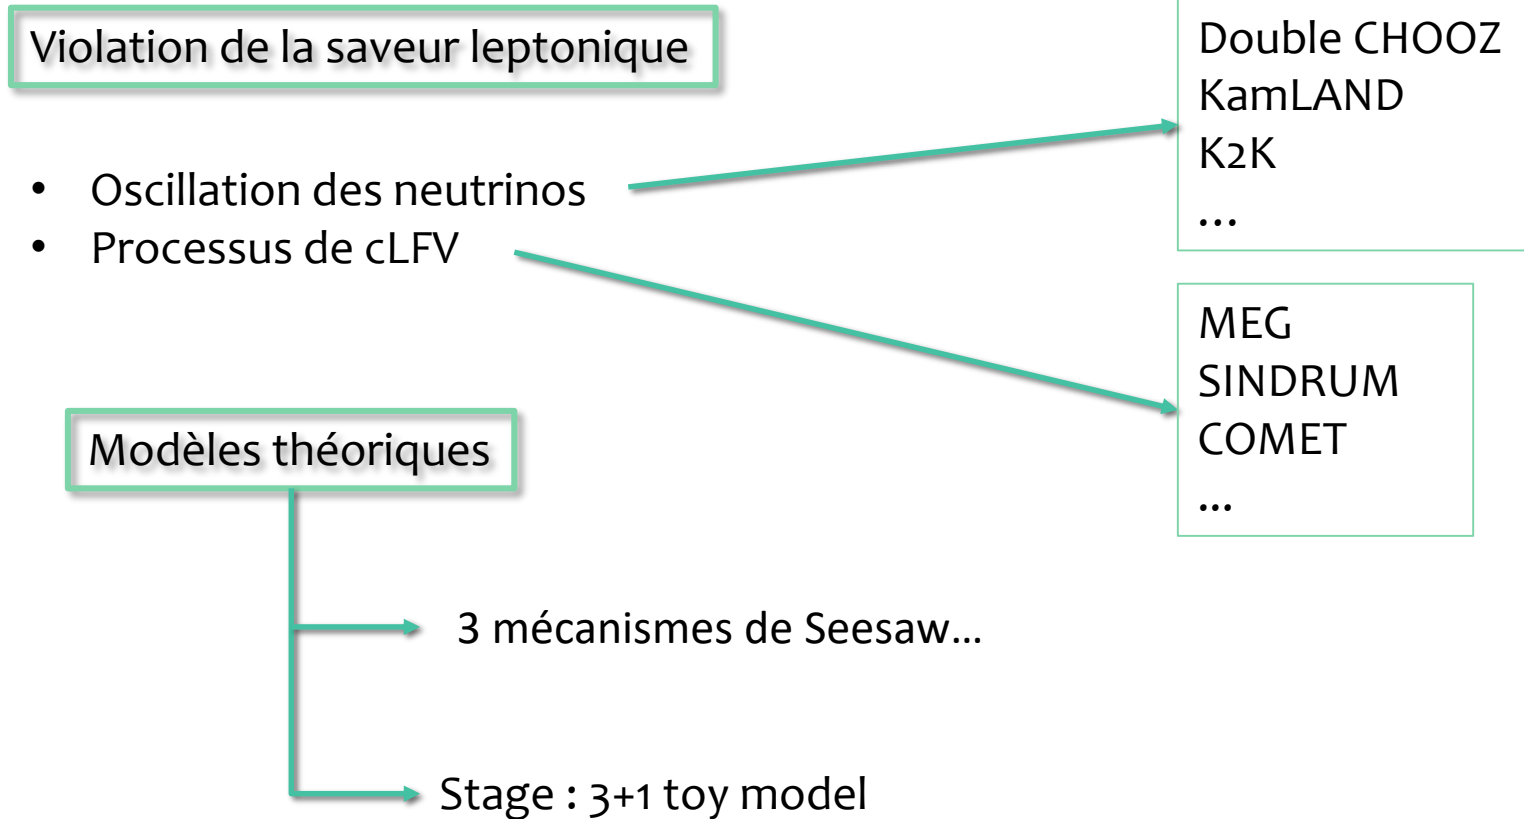 Violation de la saveur leptonique
• Oscillation des neutrinos
• Processus de cLFV
Double CHOOZ
KamLAND
K2K
…
MEG
SINDRUM
COMET
...
Modèles théoriques
3 mécanismes de Seesaw…
Stage : 3+1 toy model